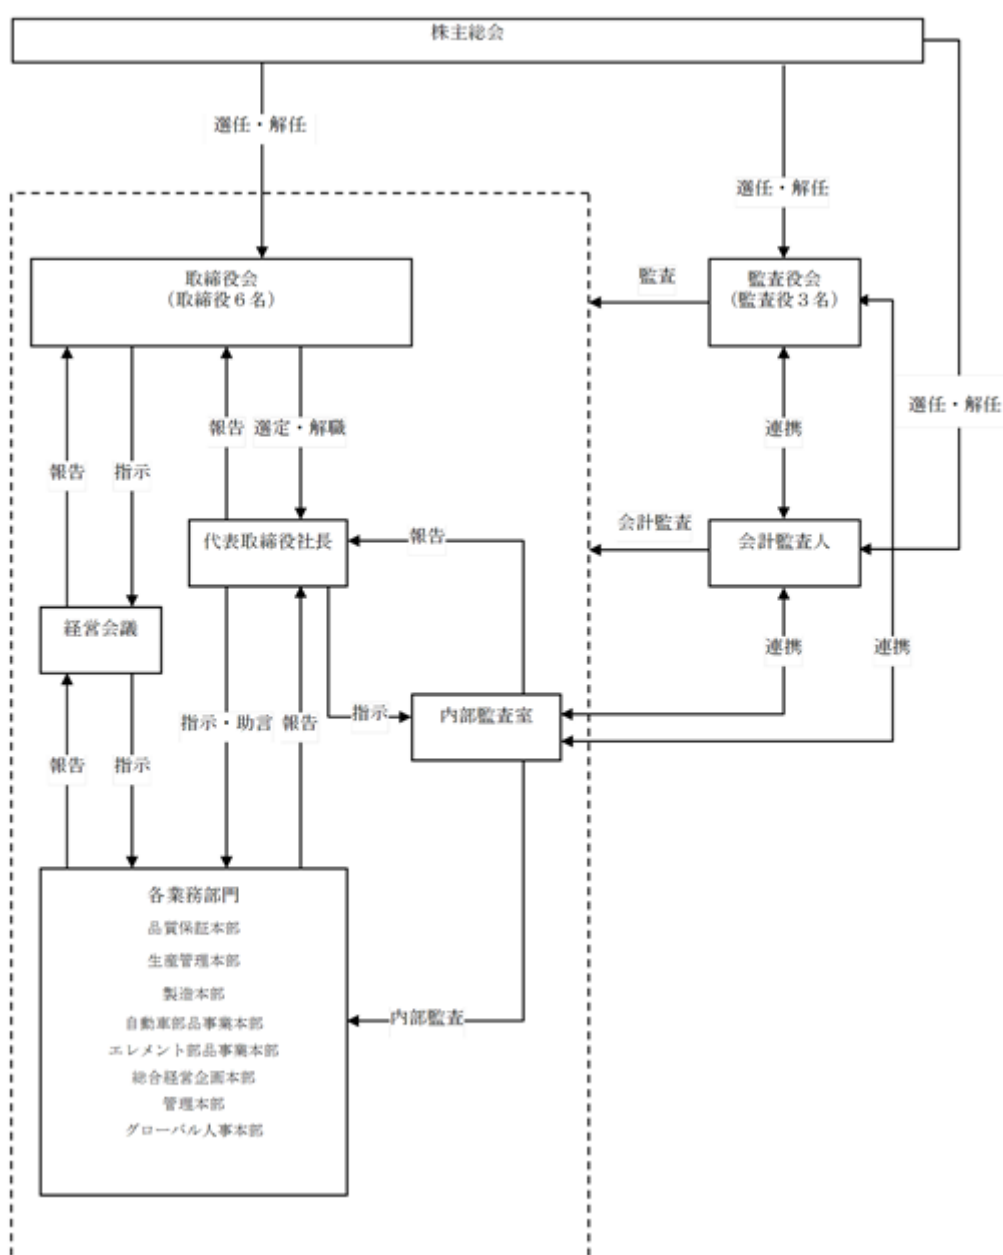 株主総会
選任・解任
選任・解任
取締役会
(取締役6名)
監査
監査役会
(監査役3名)
選任・解任
報告
選定・解職
連携
報告
指示
会計監査
代表取締役社長
報告
会計監査人
経営会議
連携
連携
指示・助言
報告
指示
内部監査室
報告
指示
各業務部門
品質保証本部
生産管理本部
製造本部
内部監査
自動車部品事業本部
エレメント部品事業本部
総合経営企画本部
管理本部
グローバル人事本部